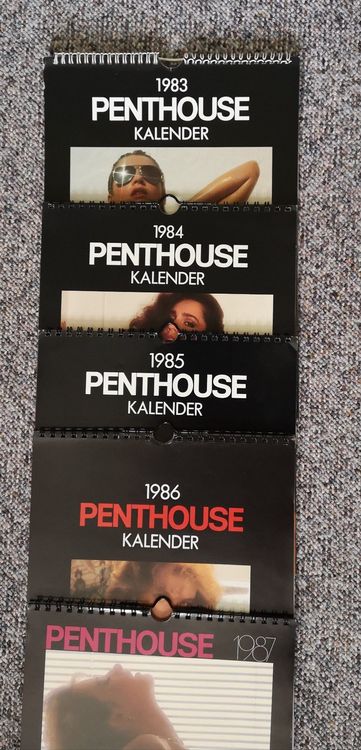 1983
PENTHOUSE
KALENDER
1984
PENTHOUSE
KALENDER
1985
PENTHOUSE
KALENDER
1986
PENTHOUSE
KALENDER
PENTHOUSE 1987